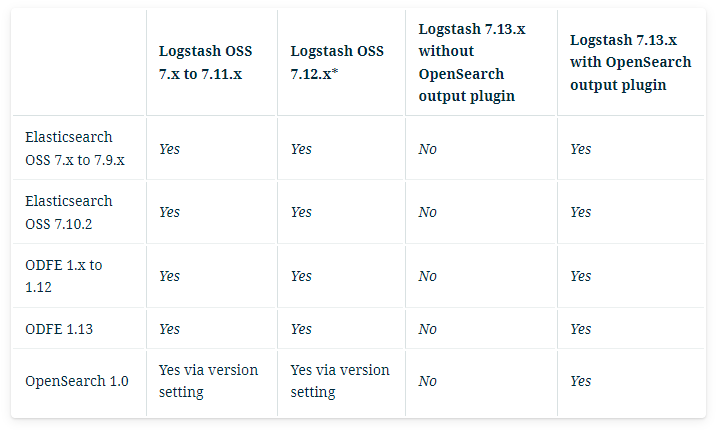 Logstash OSS
7.x to 7.11.x
Logstash OSS
7.12.x*
Logstash 7.13.x
without
OpenSearch
output plugin
Logstash 7.13.x
with OpenSearch
output plugin
Elasticsearch
OSS 7.x to 7.9.x
Yes
Yes
No
Yes
Elasticsearch
OSS 7.10.2
Yes
Yes
No
Yes
ODFE 1.x to
1.12
Yes
Yes
No
Yes
ODFE 1.13
Yes
Yes
No
Yes
OpenSearch 1.0
Yes via version
setting
Yes via version
setting
No
Yes